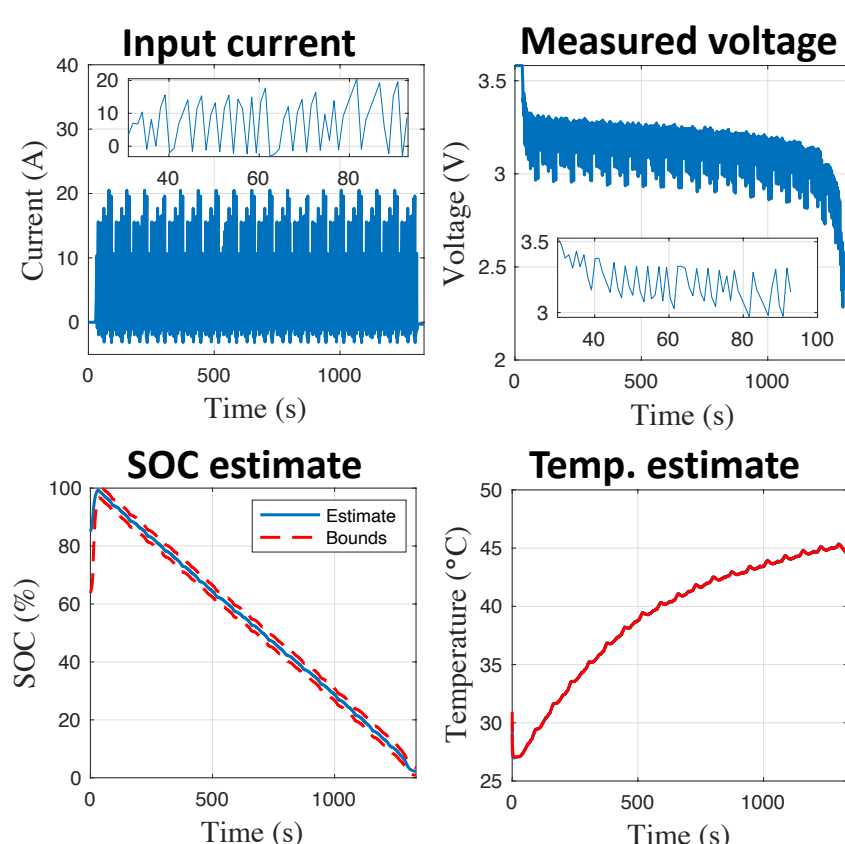 Input current
40
30
20
10
0
Current (A)
20
10
0
40 60 80
0 500 1000
Time (s)
Measured voltage
3.5
3
2.5
2
Voltage (V)
3.5
3
40 60 80 100
0 500 1000
Time (s)
SOC estimate
100
80
60
40
20
0
SOC (%)
Estimate
Bounds
0 500 1000
Time (s)
Temp. estimate
50
45
40
35
30
25
Temperature (°C)
0 500 1000
Time (s)